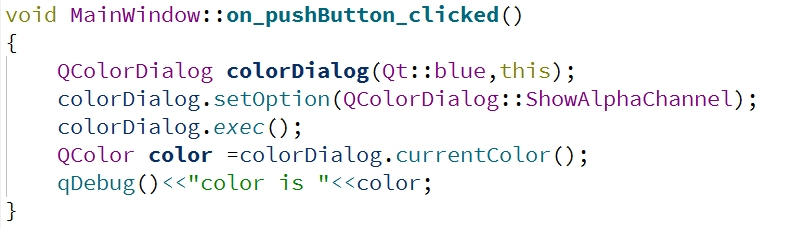 void MainWindow::on_pushButton_clicked()
{
    QColorDialog colorDialog(Qt::blue,this);
    colorDialog.setOption(QColorDialog::ShowAlphaChannel);
    colorDialog.exec();
    QColor color =colorDialog.currentColor();
    qDebug()<<"color is "<<color;
}